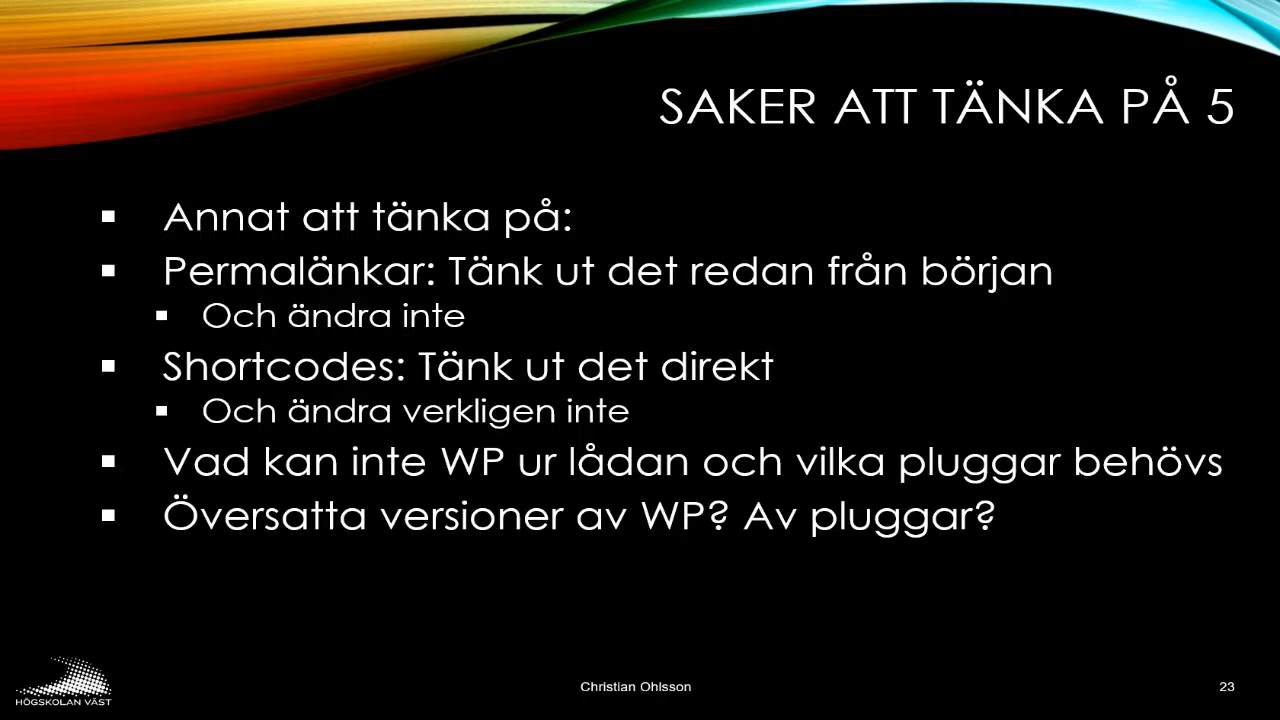 SAKER ATT TÄNKA PÅ 5
Annat att tänka på:
Permalänkar: Tänk ut det redan från början
Och ändra inte
Shortcodes: Tänk ut det direkt
Och ändra verkligen inte
Vad kan inte WP ur lådan och vilka pluggar behövs
Översatta versioner av WP? Av pluggar?
HÖGSKOLAN VÄST
Christian Ohlsson
23